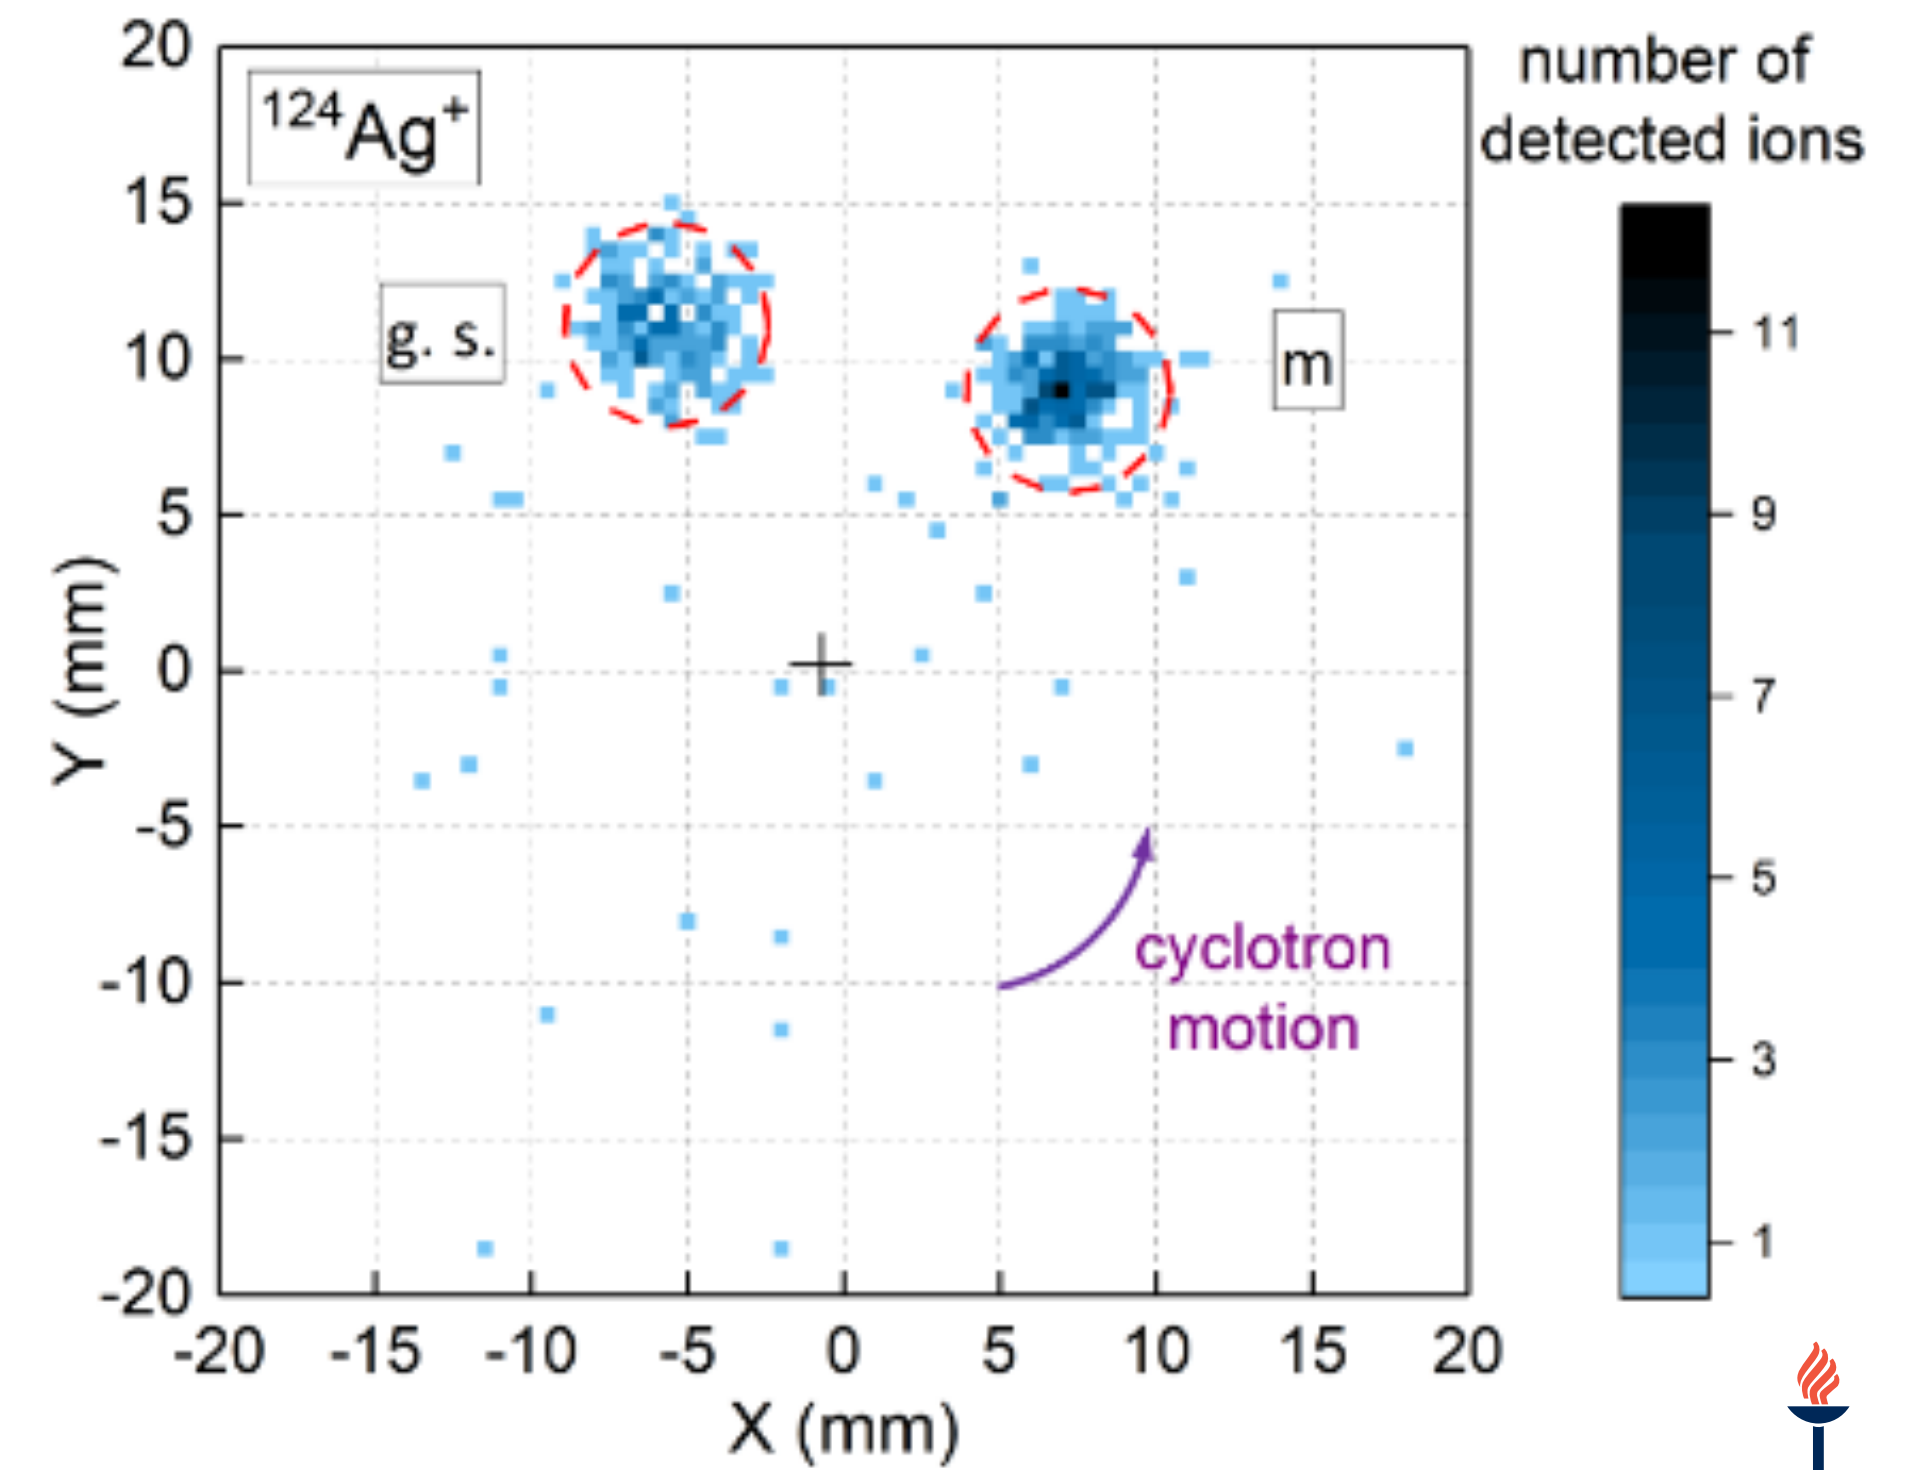 number of
detected ions
¹²⁴Ag⁺
g. s.
m
cyclotron
motion
Y (mm)
20
15
10
5
0
-5
-10
-15
-20
-20 -15 -10 -5 0 5 10 15 20
X (mm)
11
9
7
5
3
1